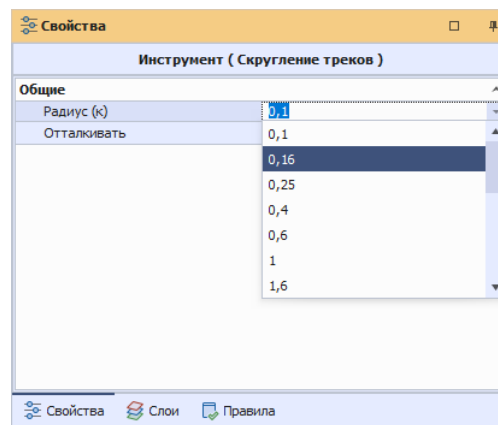 Свойства
Инструмент ( Скругление треков )
Общие
Радиус (к) 0,1
Отталкивать 0,1
0,16
0,25
0,4
0,6
1
1,6
Свойства Слои Правила